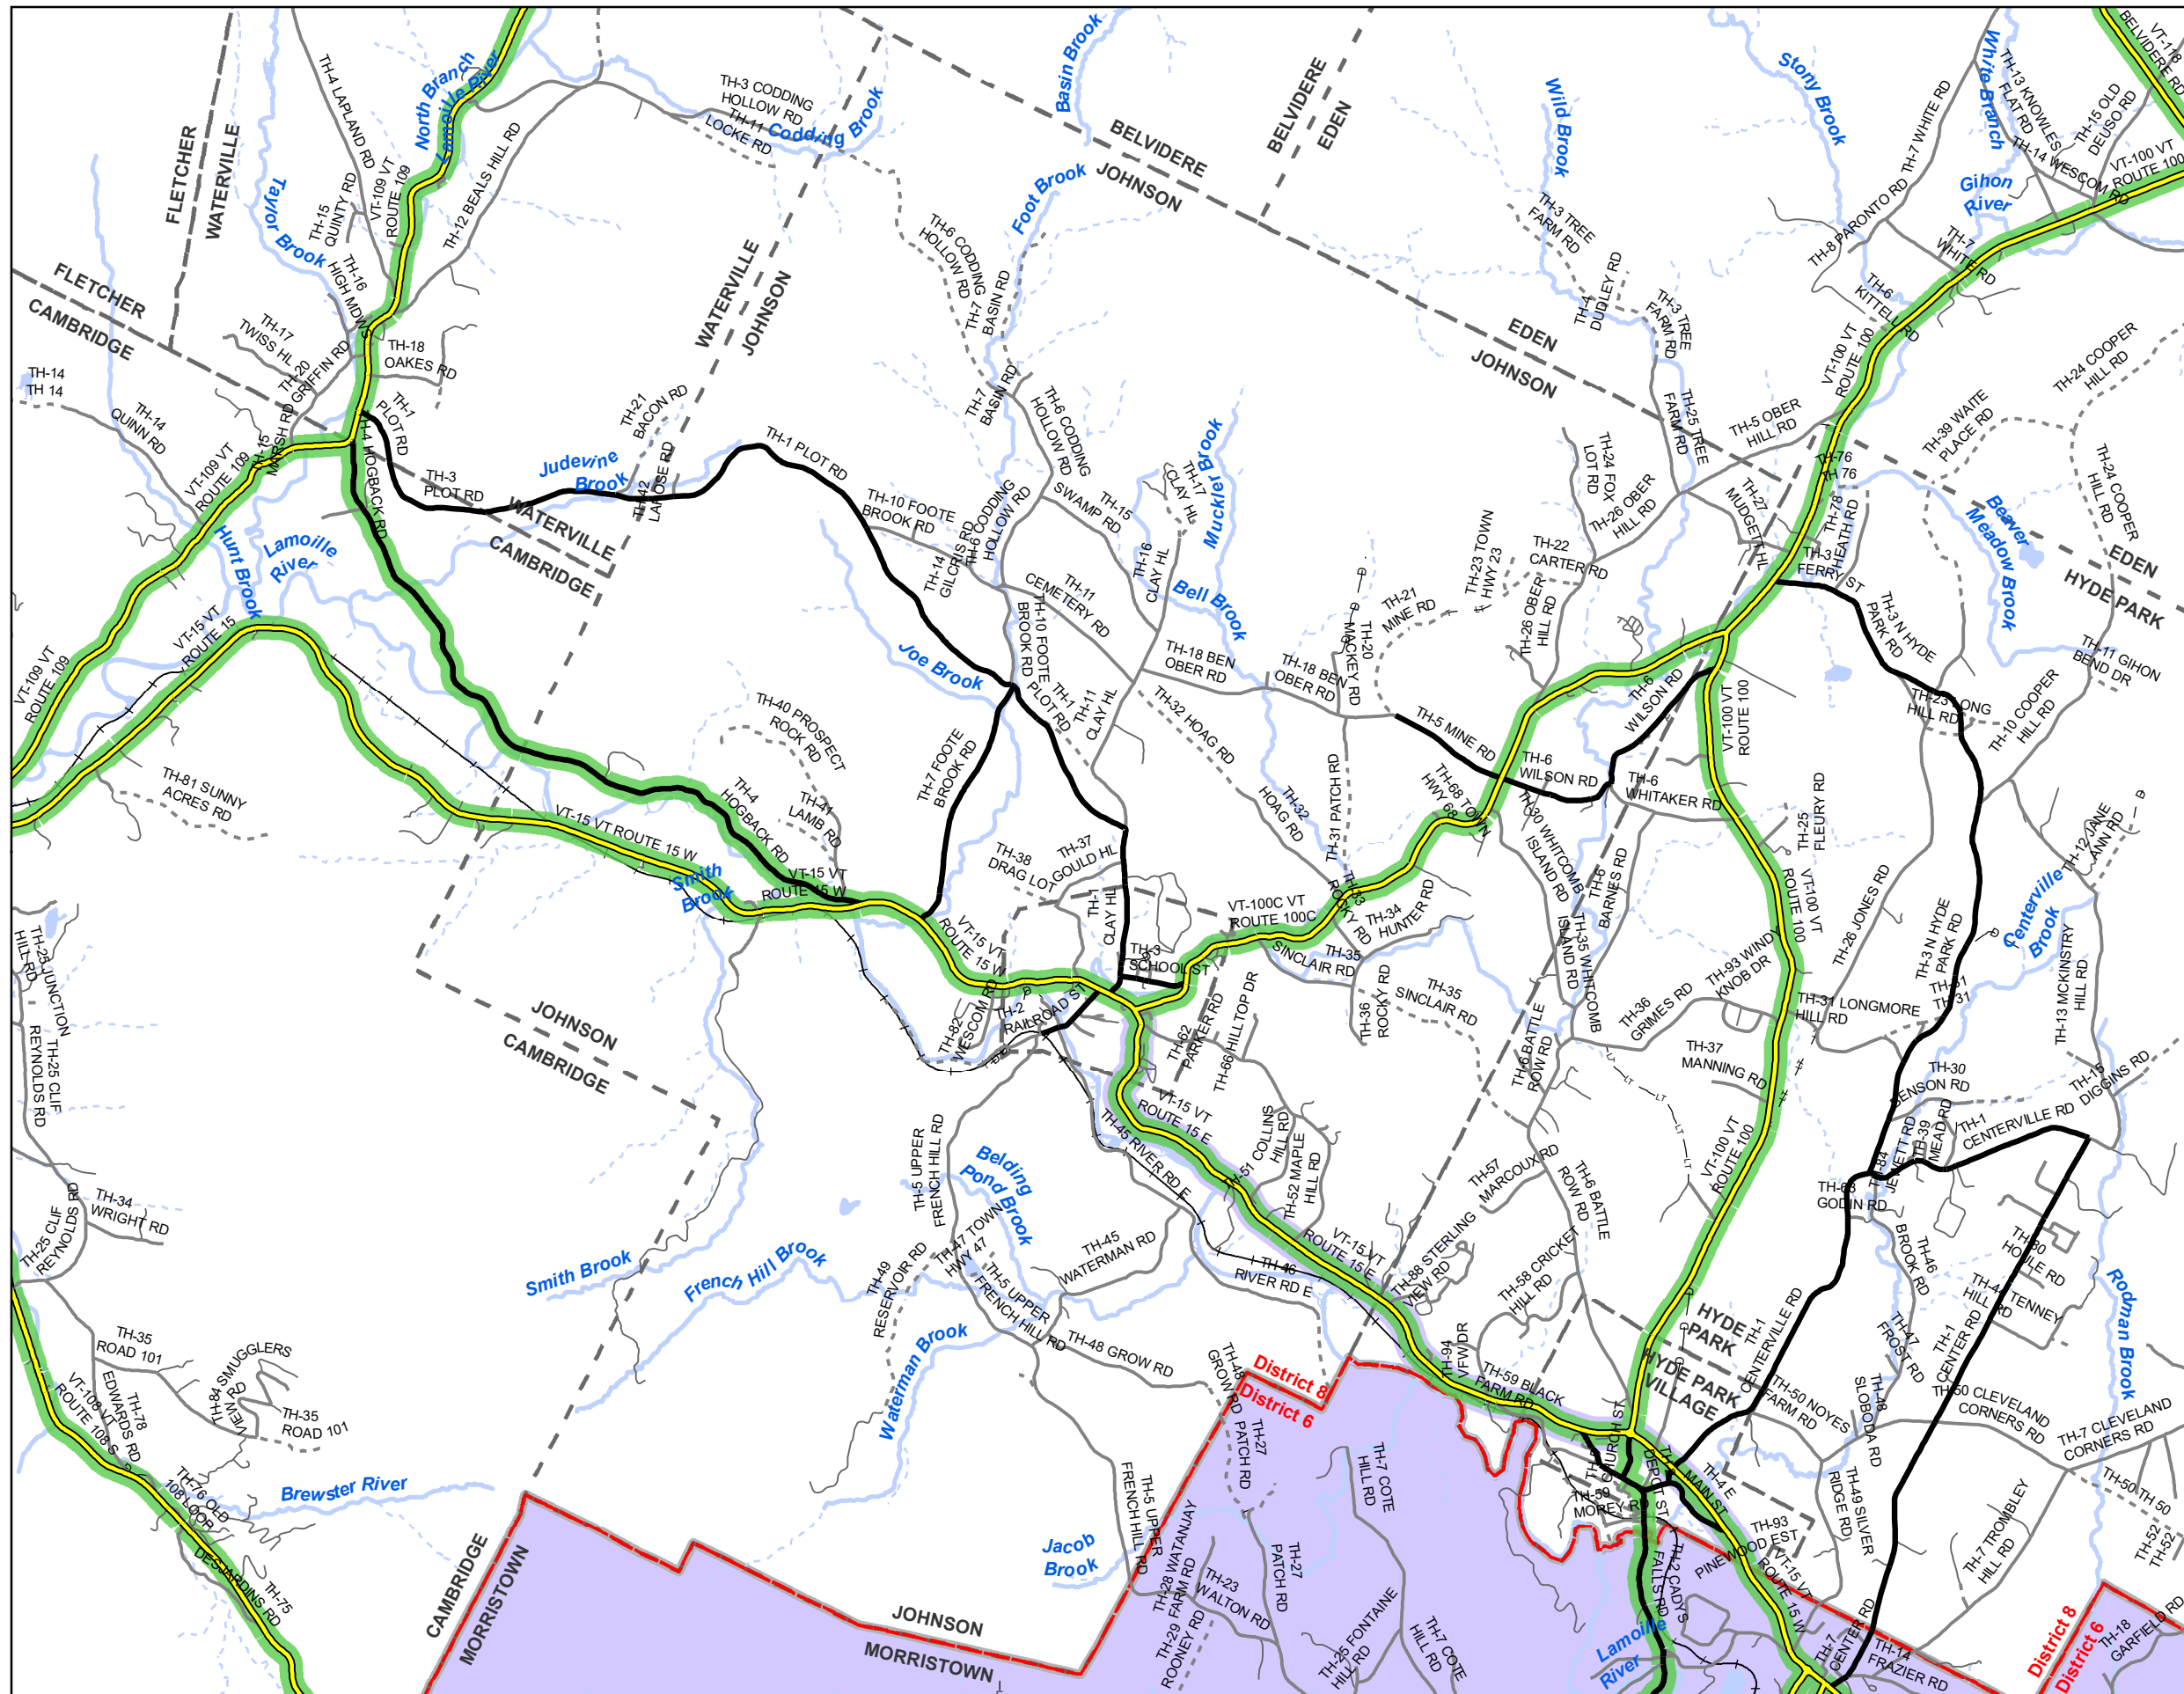 FLETCHER
WATERVILLE
TH-4 LAPLAND RD
North Branch
Lamoille River
VT-109 VT
ROUTE 109
TH-12 BEALS HILL RD
TH-3 CODDING
HOLLOW RD
TH-11
LOCKE RD
Codding Brook
Basin Brook
BELVIDERE
JOHNSON
BELVIDERE
EDEN
Wild Brook
Stony Brook
White Branch
TH-13 KNOWLES
FLAT RD
TH-15 OLD
DEUSO RD
VT-118
BELVIDERE RD
TH-14 WESCOM RD
VT-100 VT
ROUTE 100
TH-7 WHITE RD
TH-8 PARONTO RD
Gihon
River
TH-7
WHITE RD
TH-6
KITTELL RD
Taylor Brook
TH-15
QUINTY RD
TH-16
HIGH MDWS
FLETCHER
CAMBRIDGE
TH-17
TWISS HL
TH-20
GRIFFIN RD
TH-18
OAKES RD
TH-14
TH 14
TH-14
QUINN RD
TH-15
MARSH RD
VT-109 VT
ROUTE 109
TH-1
PLOT RD
TH-4 HOGBACK RD
TH-3
PLOT RD
WATERVILLE
JOHNSON
TH-21
BACON RD
TH-42
LAROSE RD
Judevine
Brook
WATERVILLE
CAMBRIDGE
TH-1 PLOT RD
Foot Brook
TH-6 CODDING
HOLLOW RD
TH-7
BASIN RD
TH-7
BASIN RD
TH-6 CODDING
HOLLOW RD
TH-10 FOOTE
BROOK RD
TH-14
GILCRIS RD
TH-6 CODDING
HOLLOW RD
TH-15
SWAMP RD
TH-17
CLAY HL
Muckler Brook
TH-16
CLAY HL
TH-11
CEMETERY RD
Bell Brook
TH-3 TREE
FARM RD
TH-4
DUDLEY RD
TH-3 TREE
FARM RD
EDEN
JOHNSON
TH-25 TREE
FARM RD
TH-24 FOX
LOT RD
TH-26 OBER
HILL RD
TH-5 OBER
HILL RD
VT-100 VT
ROUTE 100
TH-76
TH 76
TH-78
HEATH RD
TH-27
MUDGETT HL
TH-3
FERRY ST
TH-39 WAITE
PLACE RD
TH-24 COOPER
HILL RD
TH-24 COOPER
HILL RD
Beaver
Meadow Brook
EDEN
HYDE PARK
TH-3 N HYDE
PARK RD
TH-11 GIHON
BEND DR
TH-10 COOPER
HILL RD
TH-23 LONG
HILL RD
TH-22
CARTER RD
TH-23 TOWN
HWY 23
TH-21
MINE RD
TH-20
MACKEY RD
TH-26 OBER
HILL RD
TH-18 BEN
OBER RD
TH-18 BEN
OBER RD
TH-10 FOOTE
BROOK RD
TH-1
PLOT RD
TH-11
CLAY HL
TH-32 HOAG RD
TH-32
HOAG RD
TH-31 PATCH RD
TH-5 MINE RD
TH-6
WILSON RD
TH-6
WILSON RD
TH-6
WHITAKER RD
TH-68 TOWN
HWY 68
VT-100 VT
ROUTE 100
TH-25
FLEURY RD
VT-100 VT
ROUTE 100
Hunt Brook
Lamoille
River
VT-15 VT
ROUTE 15
VT-109 VT
ROUTE 109
TH-81 SUNNY
ACRES RD
Joe Brook
TH-7 FOOTE
BROOK RD
TH-40 PROSPECT
ROCK RD
TH-41
LAMB RD
TH-4
HOGBACK RD
VT-15 VT ROUTE 15 W
VT-15 VT
ROUTE 15 W
Smith
Brook
VT-15 VT
ROUTE 15 W
TH-38
DRAG LOT
TH-37
GOULD HL
TH-1
CLAY HL
TH-3
SCHOOL ST
TH-2
RAILROAD ST
TH-82
WESCOM RD
VT-100C VT
ROUTE 100C
TH-33
ROCKY RD
TH-34
HUNTER RD
TH-35
SINCLAIR RD
TH-36
ROCKY RD
TH-35
SINCLAIR RD
TH-30 WHITCOMB
ISLAND RD
TH-35 WHITCOMB
ISLAND RD
TH-6
BARNES RD
TH-36
GRIMES RD
TH-93 WINDY
KNOB DR
TH-37
MANNING RD
TH-26 JONES RD
TH-3 N HYDE
PARK RD
TH-31
TH-31
TH-31 LONGMORE
HILL RD
Centerville
Brook
TH-12 JANE
ANN RD
TH-13 MCKINSTRY
HILL RD
TH-30
BENSON RD
TH-15
DIGGINS RD
TH-1
CENTERVILLE RD
TH-39
MEAD RD
TH-84
JEWETT RD
TH-63
GODIN RD
TH-46
BROOK RD
TH-80
HOULE RD
TH-44 TENNEY
HILL RD
TH-47
FROST RD
TH-1
CENTER RD
Rodman Brook
TH-6 BATTLE
ROW RD
TH-6 BATTLE
ROW RD
TH-57
MARCOUX RD
TH-58 CRICKET
HILL RD
TH-88 STERLING
VIEW RD
VT-100 VT
ROUTE 100
TH-62
PARKER RD
TH-66 HILL TOP DR
VT-15 VT
ROUTE 15 E
TH-51 COLLINS
HILL RD
TH-52 MAPLE
HILL RD
VT-15 VT
ROUTE 15 E
TH-45 RIVER RD E
TH-46
RIVER RD E
TH-45
WATERMAN RD
TH-5 UPPER
FRENCH HILL RD
Belding
Pond Brook
TH-47 TOWN
HWY 47
TH-5 UPPER
FRENCH HILL RD
TH-49
RESERVOIR RD
TH-48 GROW RD
TH-48
GROW RD
Waterman Brook
Smith Brook
French Hill Brook
JOHNSON
CAMBRIDGE
TH-25 JUNCTION
HILL RD
TH-25 CLIF
REYNOLDS RD
TH-34
WRIGHT RD
TH-25 CLIF
REYNOLDS RD
TH-35
ROAD 101
TH-78
EDWARDS RD
VT-108 VT
ROUTE 108 S
TH-84 SMUGGLERS
VIEW RD
TH-35
ROAD 101
TH-76 OLD
108 LOOP
Brewster River
TH-75
DESJARDINS RD
CAMBRIDGE
MORRISTOWN
JOHNSON
MORRISTOWN
Jacob
Brook
TH-5 UPPER
FRENCH HILL RD
District 8
District 6
TH-27
PATCH RD
TH-27
PATCH RD
TH-28 WATANJAY
FARM RD
TH-29
ROONEY RD
TH-23
WALTON RD
TH-7 COTE
HILL RD
TH-7 COTE
HILL RD
TH-25 FONTAINE
HILL RD
TH-94
VFW DR
TH-59 BLACK
FARM RD
HYDE
PARK
HYDE PARK
VILLAGE
TH-1
CENTERVILLE RD
TH-50 NOYES
FARM RD
TH-48
SLOBODA RD
TH-50 CLEVELAND
CORNERS RD
TH-7 CLEVELAND
CORNERS RD
TH-50 TH 50
TH-52
TH-52
TH-49 SILVER
RIDGE RD
TH-7 TROMBLEY
HILL RD
CHURCH ST
DEPOT ST
MAIN ST
TH-4 E
TH-59
MOREY RD
TH-93
PINEWOOD EST
VT-15 VT
ROUTE 15 W
TH-2 CADYS
FALLS RD
Lamoille
River
TH-7
CENTER RD
TH-14
FRAZIER RD
District 8
District 6
TH-18
GARFIELD RD